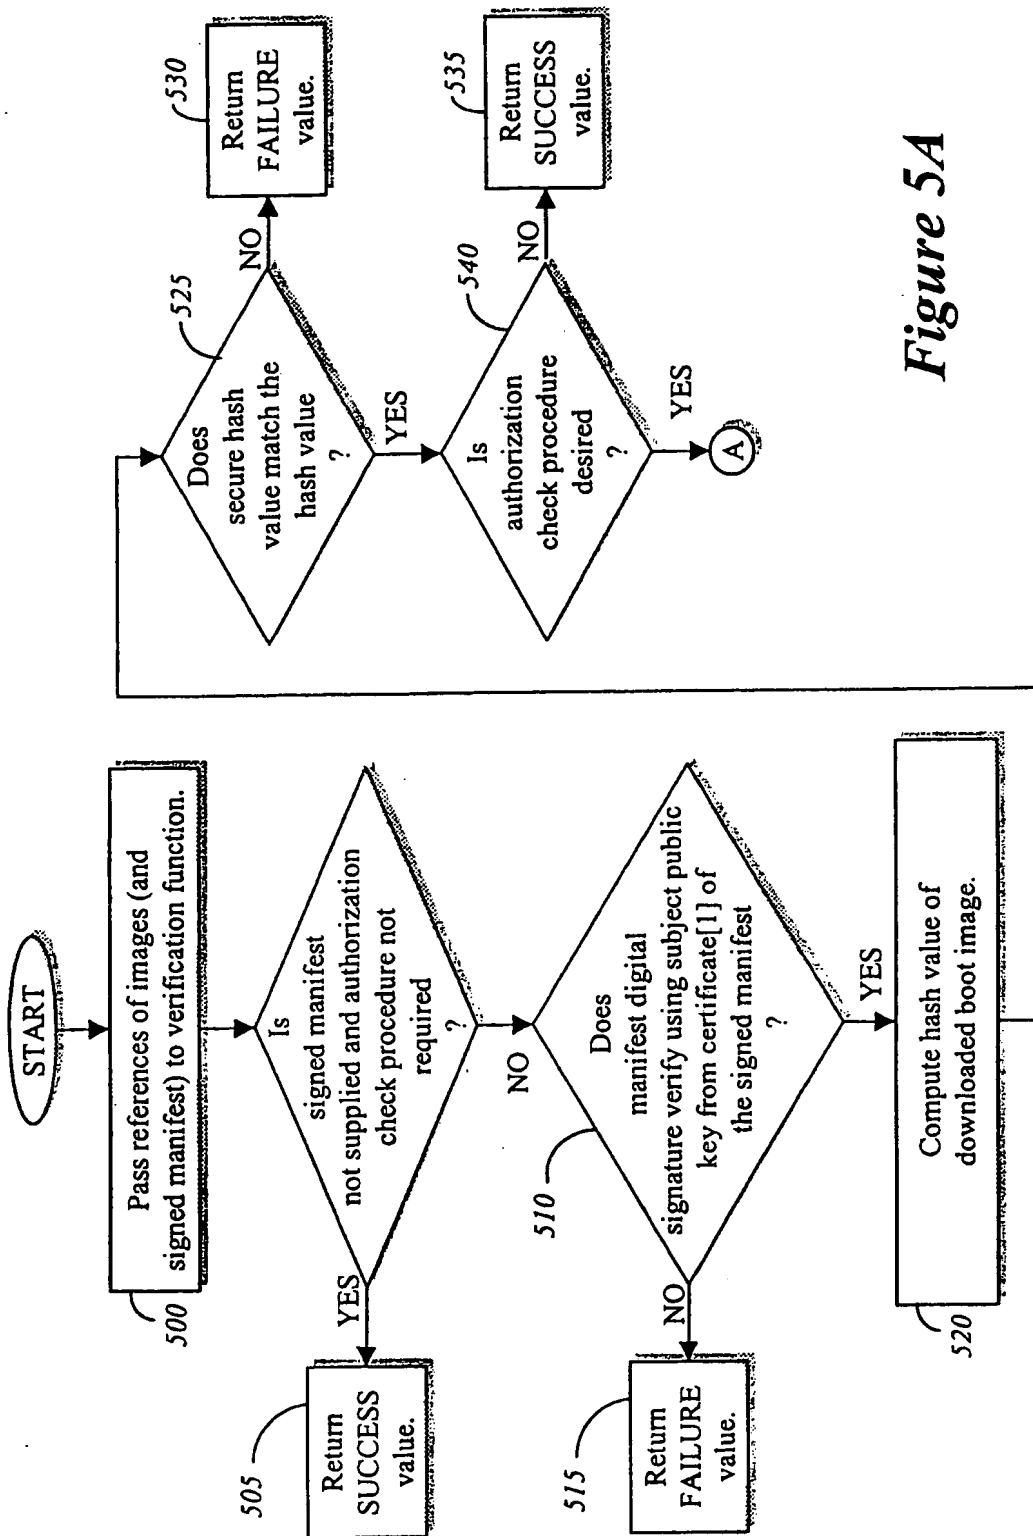 START
Pass references of images (and
signed manifest) to verification function.
500
Is
signed manifest
not supplied and authorization
check procedure not
required
?
YES
505
Return
SUCCESS
value.
NO
510
Does
manifest digital
signature verify using subject public
key from certificate[1] of
the signed manifest
?
NO
515
Return
FAILURE
value.
YES
Compute hash value of
downloaded boot image.
520
525
Does
secure hash
value match the
hash value
?
NO
530
Return
FAILURE
value.
YES
540
Is
authorization
check procedure
desired
?
NO
535
Return
SUCCESS
value.
YES
A
Figure 5A